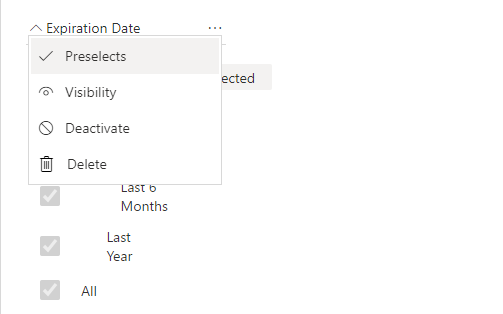 Expiration Date
Preselects
ected
Visibility
Deactivate
Delete
Last 6
Months
Last
Year
All